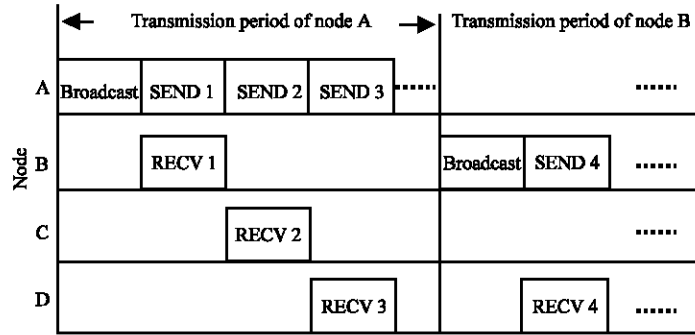 Transmission period of node A Transmission period of node B
A Broadcast SEND 1 SEND 2 SEND 3
Node B RECV 1 Broadcast SEND 4
C RECV 2
D RECV 3 RECV 4